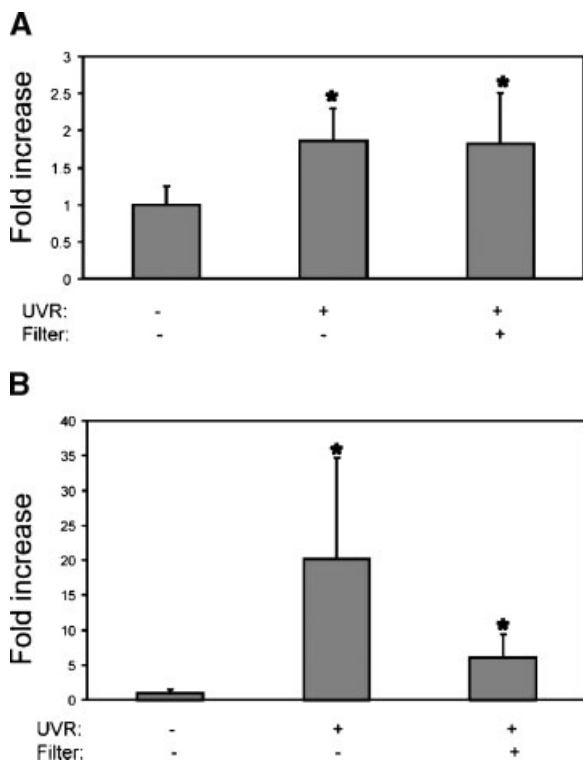 A
Fold increase
3
2.5
2
1.5
1
0.5
0
* *
UVR: - + +
Filter: - - +
B
Fold increase
40
35
30
25
20
15
10
5
0
* *
UVR: - + +
Filter: - - +